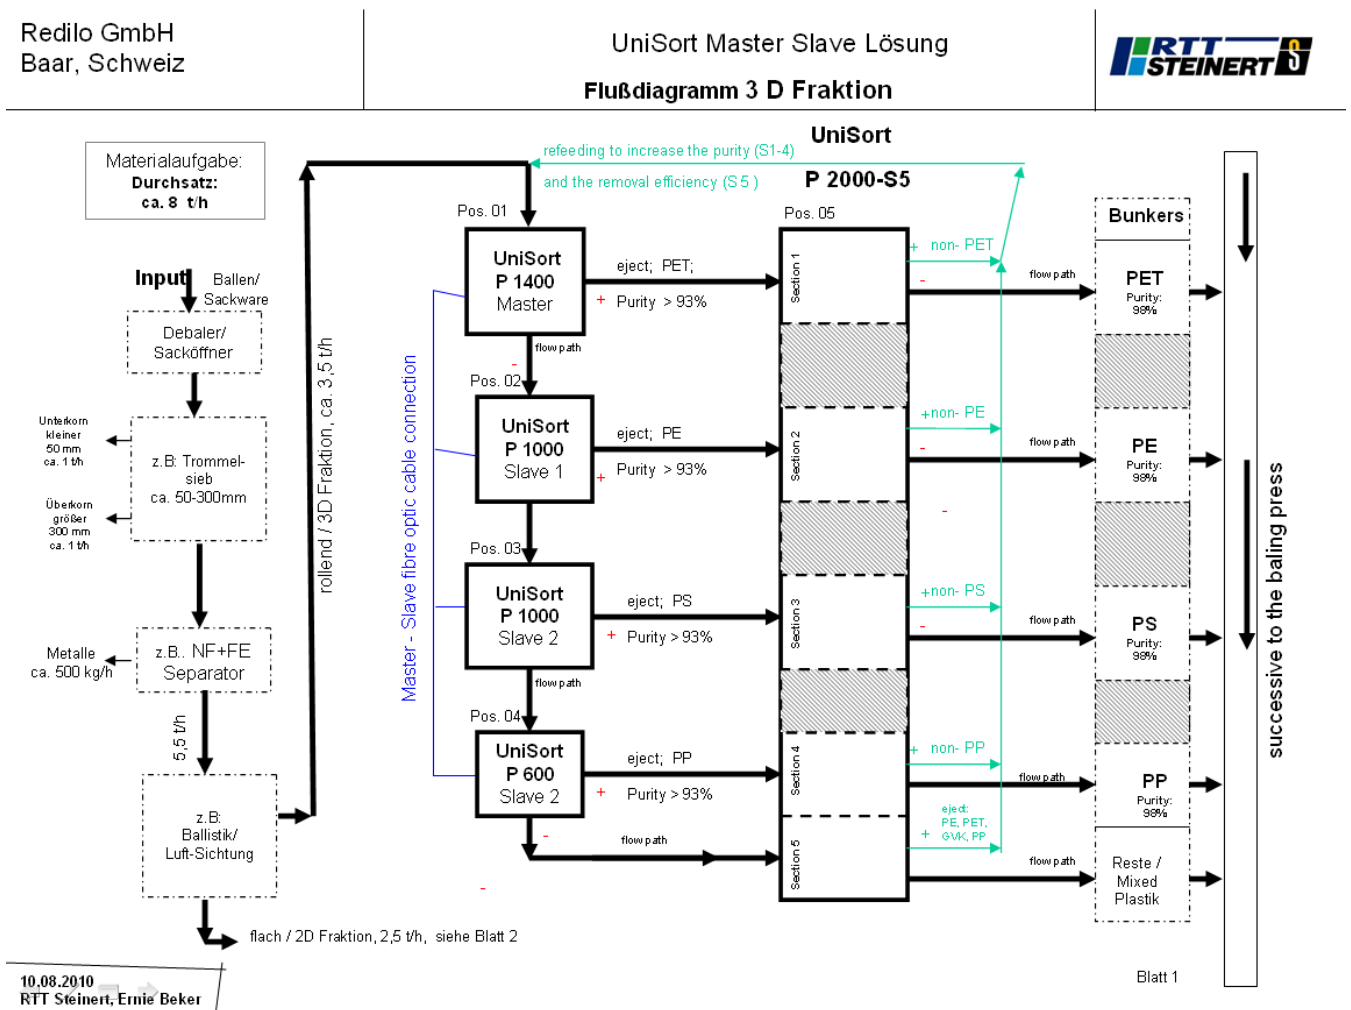 Redilo GmbH
Baar, Schweiz
UniSort Master Slave Lösung
Flußdiagramm 3 D Fraktion
RTT
STEINERT S
Materialaufgabe:
Durchsatz:
ca. 8 t/h
Input
Ballen/
Sackware
Debaler/
Sacköffner
Unterkorn
kleiner
50 mm
ca. 1 t/h
z.B: Trommel-
sieb
ca. 50-300mm
Überkorn
größer
300 mm
ca. 1 t/h
Metalle
ca. 500 kg/h
z.B.. NF+FE
Separator
5,5 t/h
z.B:
Ballistik/
Luft-Sichtung
flach / 2D Fraktion, 2,5 t/h, siehe Blatt 2
rollend / 3D Fraktion, ca. 3,5 t/h
Master - Slave fibre optic cable connection
refeeding to increase the purity (S1-4)
and the removal efficiency (S5 )
UniSort
P 2000-S5
Pos. 01
UniSort
P 1400
Master
eject; PET;
+ Purity > 93%
flow path
-
Pos. 02
UniSort
P 1000
Slave 1
eject; PE
+ Purity > 93%
Pos. 03
UniSort
P 1000
Slave 2
eject; PS
+ Purity > 93%
flow path
Pos. 04
UniSort
P 600
Slave 2
eject; PP
+ Purity > 93%
-
flow path
-
Pos. 05
Section 1
Section 2
Section 3
Section 4
Section 5
+ non- PET
-
flow path
+non- PE
-
flow path
-
+non- PS
-
flow path
+ non- PP
flow path
eject:
PE, PET,
+ GVK, PP
flow path
Bunkers
PET
Purity:
98%
PE
Purity:
98%
PS
Purity:
98%
PP
Purity:
98%
Reste /
Mixed
Plastik
successive to the baling press
10.08.2010
RTT Steinert, Ernie Beker
Blatt 1